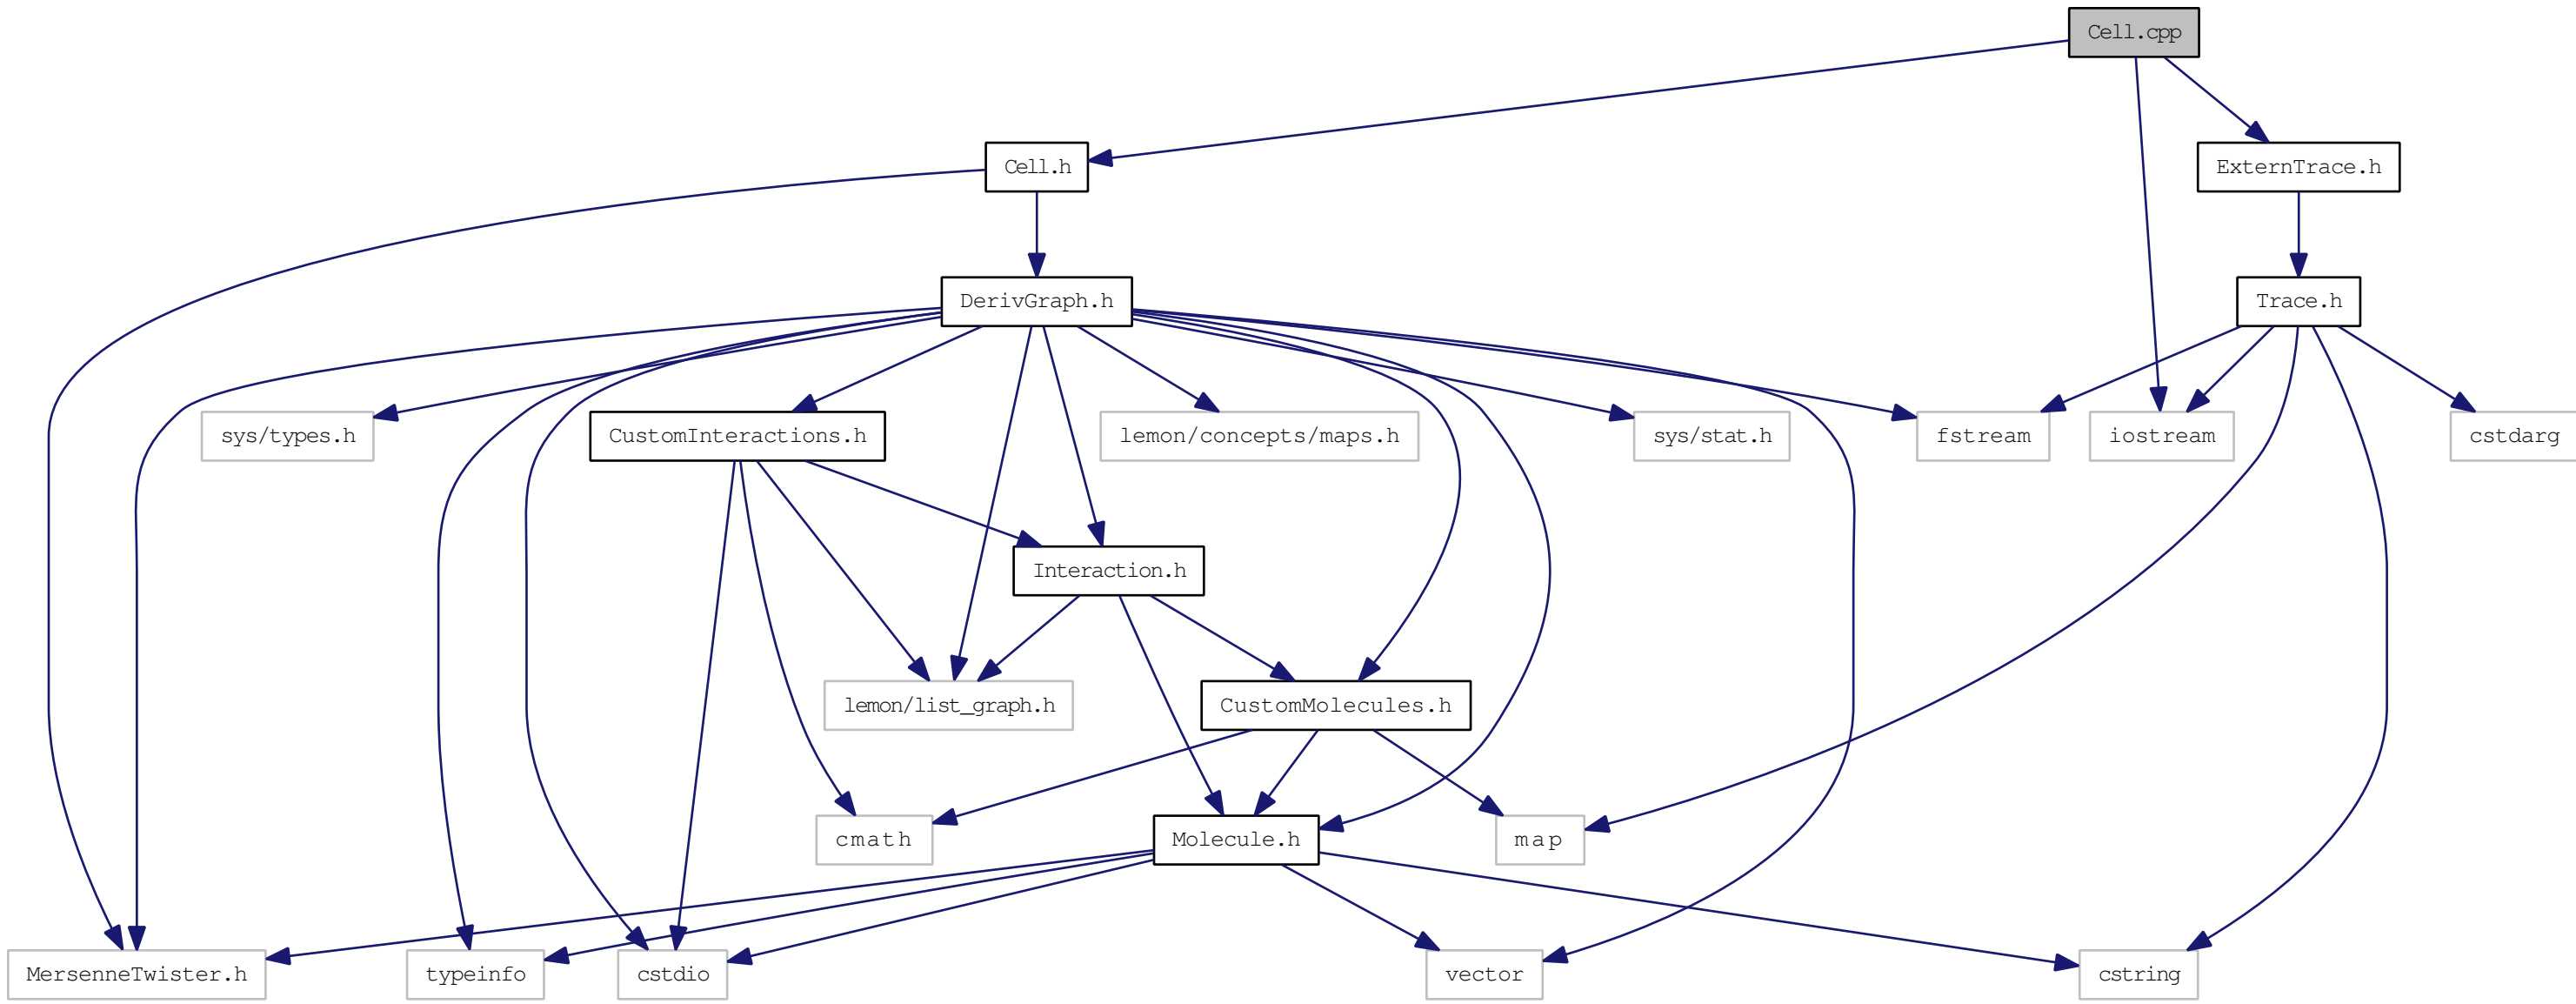 Cell.cpp
Cell.h
ExternTrace.h
DerivGraph.h
Trace.h
sys/types.h
CustomInteractions.h
lemon/concepts/maps.h
sys/stat.h
fstream
iostream
cstdarg
Interaction.h
lemon/list_graph.h
CustomMolecules.h
cmath
Molecule.h
map
MersenneTwister.h
typeinfo
cstdio
vector
cstring